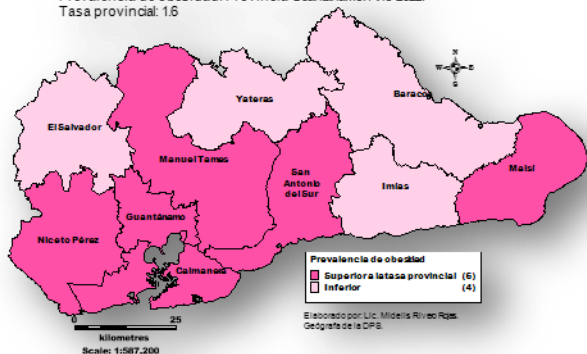 Tasa provincial: 1.6
N
W E
S
Baracoa
Yateras
El Salvador
Manuel Tames
San
Antonio
del Sur
Maisí
Imías
Guantánamo
Niceto Pérez
Caimanera
Prevalencia de obesidad
Superior a la tasa provincial (6)
Inferior (4)
Elaborado por: Lic. Midelis Riveo Rojas.
Geógrafa de la DPS.
0 25
kilometres
Scale: 1:587,200